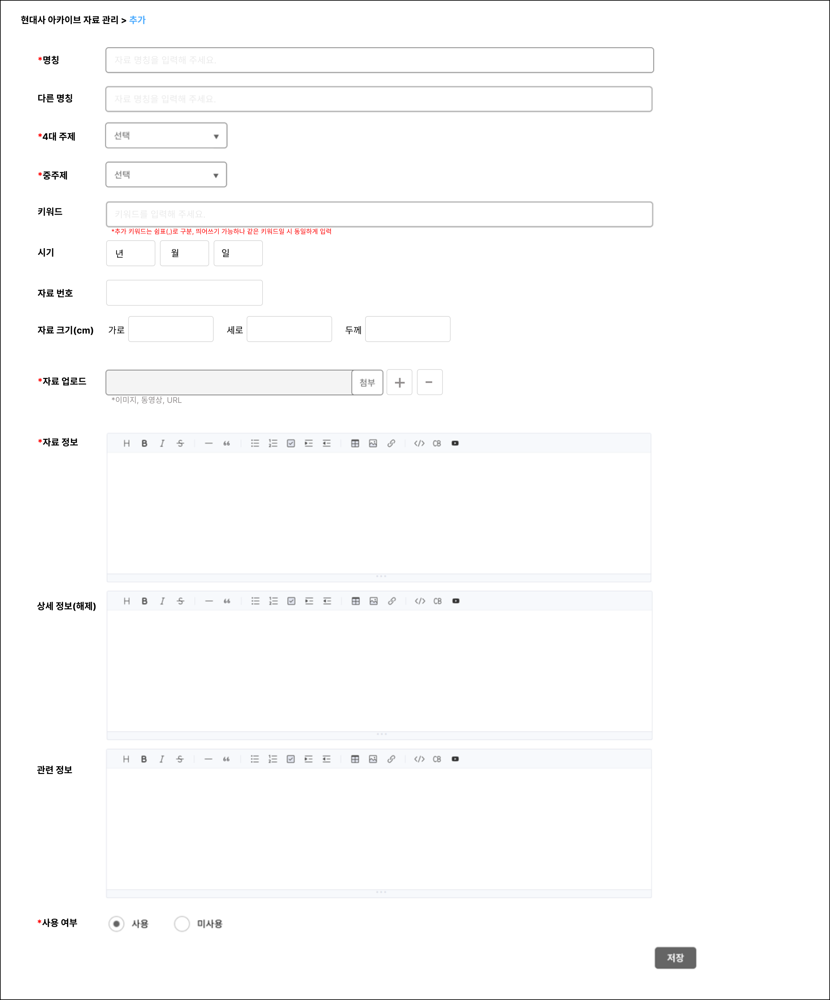 현대사 아카이브 자료 관리 > 추가
*명칭 자료 명칭을 입력해 주세요.
다른 명칭 자료 명칭을 입력해 주세요.
*4대 주제 선택 ▼
*중주제 선택 ▼
키워드 키워드를 입력해 주세요.
*추가 키워드는 쉼표(,)로 구분, 띄어쓰기 가능하나 같은 키워드일 시 동일하게 입력
시기 년 월 일
자료 번호
자료 크기(cm) 가로 세로 두께
*자료 업로드 첨부 + -
*이미지, 동영상, URL
*자료 정보 H B I S — 66 </> CB
상세 정보(해제) H B I S — 66 </> CB
관련 정보 H B I S — 66 </> CB
*사용 여부 사용 미사용
저장